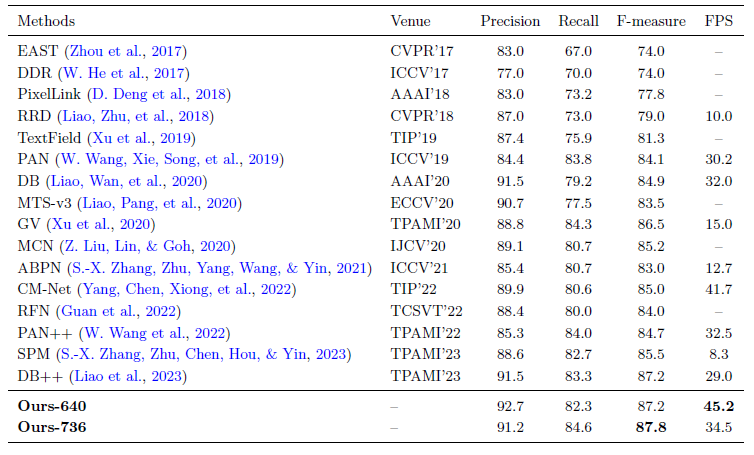 Methods Venue Precision Recall F-measure FPS
EAST (Zhou et al., 2017) CVPR'17 83.0 67.0 74.0 –
DDR (W. He et al., 2017) ICCV'17 77.0 70.0 74.0 –
PixelLink (D. Deng et al., 2018) AAAI'18 83.0 73.2 77.8 –
RRD (Liao, Zhu, et al., 2018) CVPR'18 87.0 73.0 79.0 10.0
TextField (Xu et al., 2019) TIP'19 87.4 75.9 81.3 –
PAN (W. Wang, Xie, Song, et al., 2019) ICCV'19 84.4 83.8 84.1 30.2
DB (Liao, Wan, et al., 2020) AAAI'20 91.5 79.2 84.9 32.0
MTS-v3 (Liao, Pang, et al., 2020) ECCV'20 90.7 77.5 83.5 –
GV (Xu et al., 2020) TPAMI'20 88.8 84.3 86.5 15.0
MCN (Z. Liu, Lin, & Goh, 2020) IJCV'20 89.1 80.7 85.2 –
ABPN (S.-X. Zhang, Zhu, Yang, Wang, & Yin, 2021) ICCV'21 85.4 80.7 83.0 12.7
CM-Net (Yang, Chen, Xiong, et al., 2022) TIP'22 89.9 80.6 85.0 41.7
RFN (Guan et al., 2022) TCSVT'22 88.4 80.0 84.0 –
PAN++ (W. Wang et al., 2022) TPAMI'22 85.3 84.0 84.7 32.5
SPM (S.-X. Zhang, Zhu, Chen, Hou, & Yin, 2023) TPAMI'23 88.6 82.7 85.5 8.3
DB++ (Liao et al., 2023) TPAMI'23 91.5 83.3 87.2 29.0
Ours-640 – 92.7 82.3 87.2 45.2
Ours-736 – 91.2 84.6 87.8 34.5